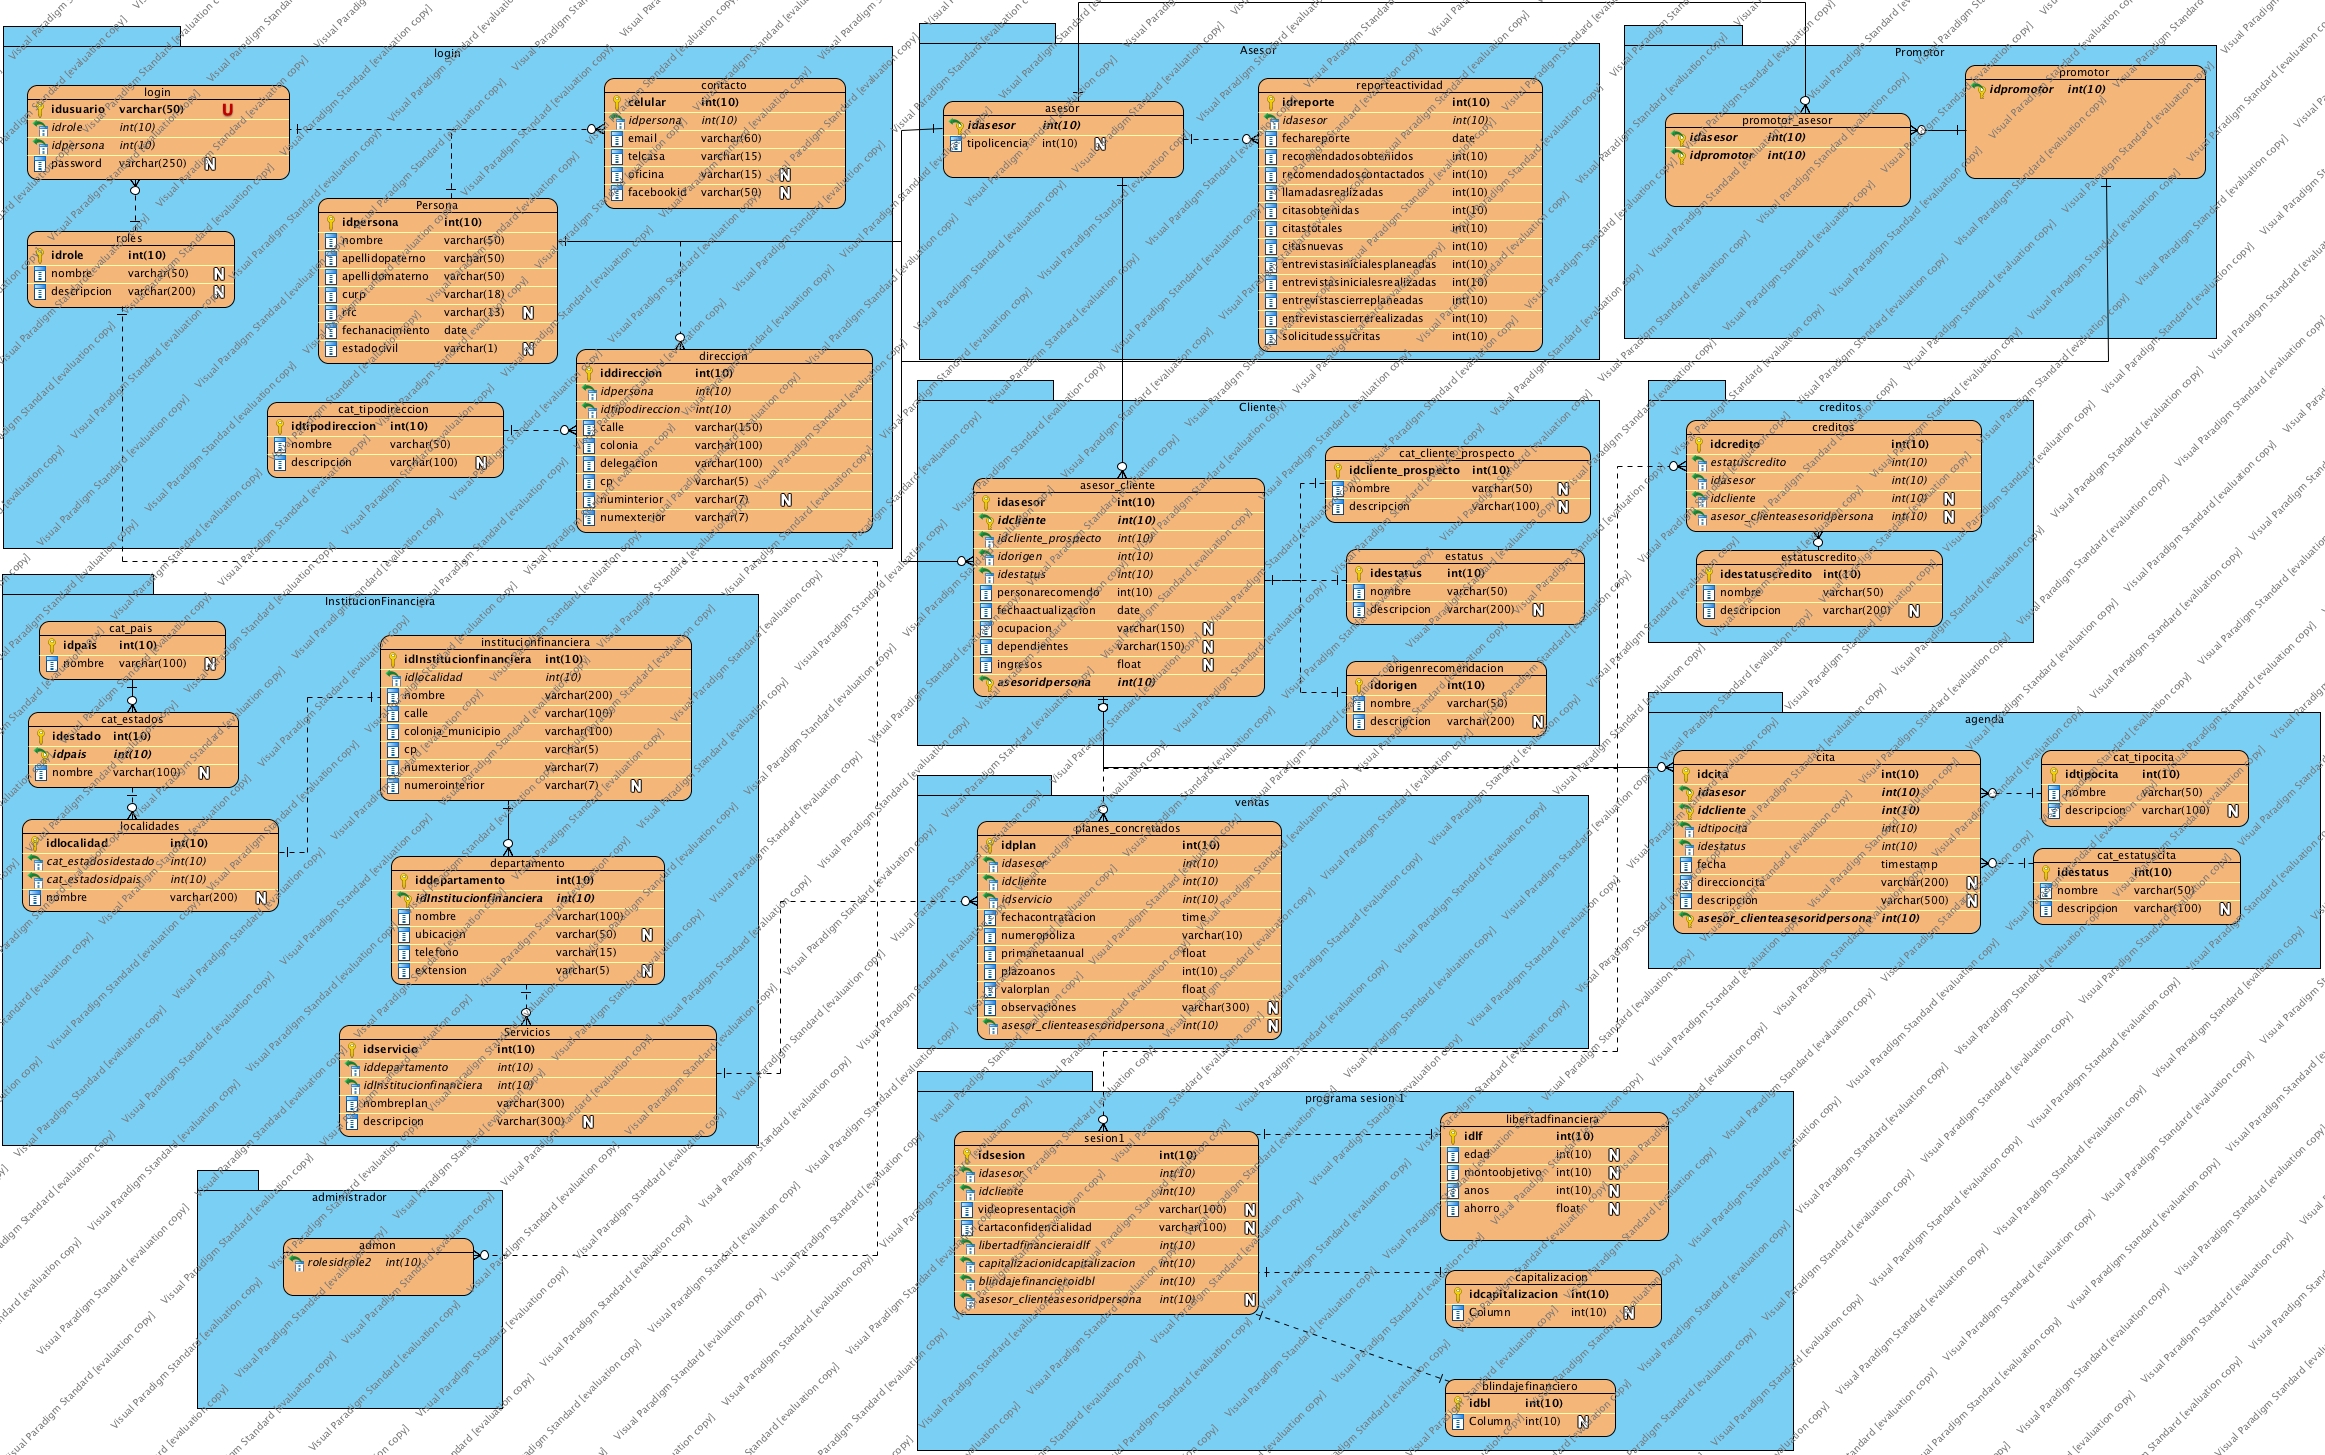 login
login
idusuario varchar(50) U
idrole int(10)
idpersona int(10)
password varchar(250) N
contacto
celular int(10)
idpersona int(10)
email varchar(60)
telcasa varchar(15)
oficina varchar(15) N
facebookid varchar(50) N
roles
idrole int(10)
nombre varchar(50) N
descripcion varchar(200) N
Persona
idpersona int(10)
nombre varchar(50)
apellidopaterno varchar(50)
apellidomaterno varchar(50)
curp varchar(18)
rfc varchar(13) N
fechanacimiento date
estadocivil varchar(1) N
direccion
iddireccion int(10)
idpersona int(10)
idtipodireccion int(10)
calle varchar(150)
colonia varchar(100)
delegacion varchar(100)
cp varchar(5)
numinterior varchar(7) N
numexterior varchar(7)
cat_tipodireccion
idtipodireccion int(10)
nombre varchar(50)
descripcion varchar(100) N
Asesor
asesor
idasesor int(10)
tipolicencia int(10) N
reporteactividad
idreporte int(10)
idasesor int(10)
fechareporte date
recomendadosobtenidos int(10)
recomendadoscontactados int(10)
llamadasrealizadas int(10)
citasobtenidas int(10)
citastotales int(10)
citasnuevas int(10)
entrevistasinicialesplaneadas int(10)
entrevistasinicialesrealizadas int(10)
entrevistascierreplaneadas int(10)
entrevistascierrerealizadas int(10)
solicitudessucritas int(10)
Promotor
promotor
idpromotor int(10)
promotor_asesor
idasesor int(10)
idpromotor int(10)
Cliente
asesor_cliente
idasesor int(10)
idcliente int(10)
idcliente_prospecto int(10)
idorigen int(10)
idestatus int(10)
personarecomendo int(10)
fechaactualizacion date
ocupacion varchar(150) N
dependientes varchar(150) N
ingresos float N
asesoridpersona int(10)
cat_cliente_prospecto
idcliente_prospecto int(10)
nombre varchar(50) N
descripcion varchar(100) N
estatus
idestatus int(10)
nombre varchar(50)
descripcion varchar(200) N
origenrecomendacion
idorigen int(10)
nombre varchar(50)
descripcion varchar(200) N
creditos
creditos
idcredito int(10)
estatuscredito int(10)
idasesor int(10)
idcliente int(10) N
asesor_clienteasesoridpersona int(10) N
estatuscredito
idestatuscredito int(10)
nombre varchar(50)
descripcion varchar(200) N
InstitucionFinanciera
cat_pais
idpais int(10)
nombre varchar(100) N
cat_estados
idestado int(10)
idpais int(10)
nombre varchar(100) N
localidades
idlocalidad int(10)
cat_estadosidestado int(10)
cat_estadosidpais int(10)
nombre varchar(200) N
institucionfinanciera
idInstitucionfinanciera int(10)
idlocalidad int(10)
nombre varchar(200)
calle varchar(100)
colonia_municipio varchar(100)
cp varchar(5)
numexterior varchar(7)
numerointerior varchar(7) N
departamento
iddepartamento int(10)
idInstitucionfinanciera int(10)
nombre varchar(100)
ubicacion varchar(50) N
telefono varchar(15)
extension varchar(5) N
Servicios
idservicio int(10)
iddepartamento int(10)
idInstitucionfinanciera int(10)
nombreplan varchar(300)
descripcion varchar(300) N
agenda
cita
idcita int(10)
idasesor int(10)
idcliente int(10)
idtipocita int(10)
idestatus int(10)
fecha timestamp
direccioncita varchar(200) N
descripcion varchar(500) N
asesor_clienteasesoridpersona int(10)
cat_tipocita
idtipocita int(10)
nombre varchar(50)
descripcion varchar(100) N
cat_estatuscita
idestatus int(10)
nombre varchar(50)
descripcion varchar(100) N
ventas
planes_concretados
idplan int(10)
idasesor int(10)
idcliente int(10)
idservicio int(10)
fechacontratacion time
numeropoliza varchar(10)
primanetaanual float
plazoanos int(10)
valorplan float
observaciones varchar(300) N
asesor_clienteasesoridpersona int(10) N
programa sesion 1
sesion1
idsesion int(10)
idasesor int(10)
idcliente int(10)
videopresentacion varchar(100) N
cartaconfidencialidad varchar(100) N
libertadfinancieraidlf int(10)
capitalizacionidcapitalizacion int(10)
blindajefinancieroidbl int(10)
asesor_clienteasesoridpersona int(10) N
libertadfinanciera
idlf int(10)
edad int(10) N
montoobjetivo int(10) N
anos int(10) N
ahorro float N
capitalizacion
idcapitalizacion int(10)
Column int(10) N
blindajefinanciero
idbl int(10)
Column int(10) N
administrador
admon
rolesidrole2 int(10)
Visual Paradigm Standard [evaluation copy]